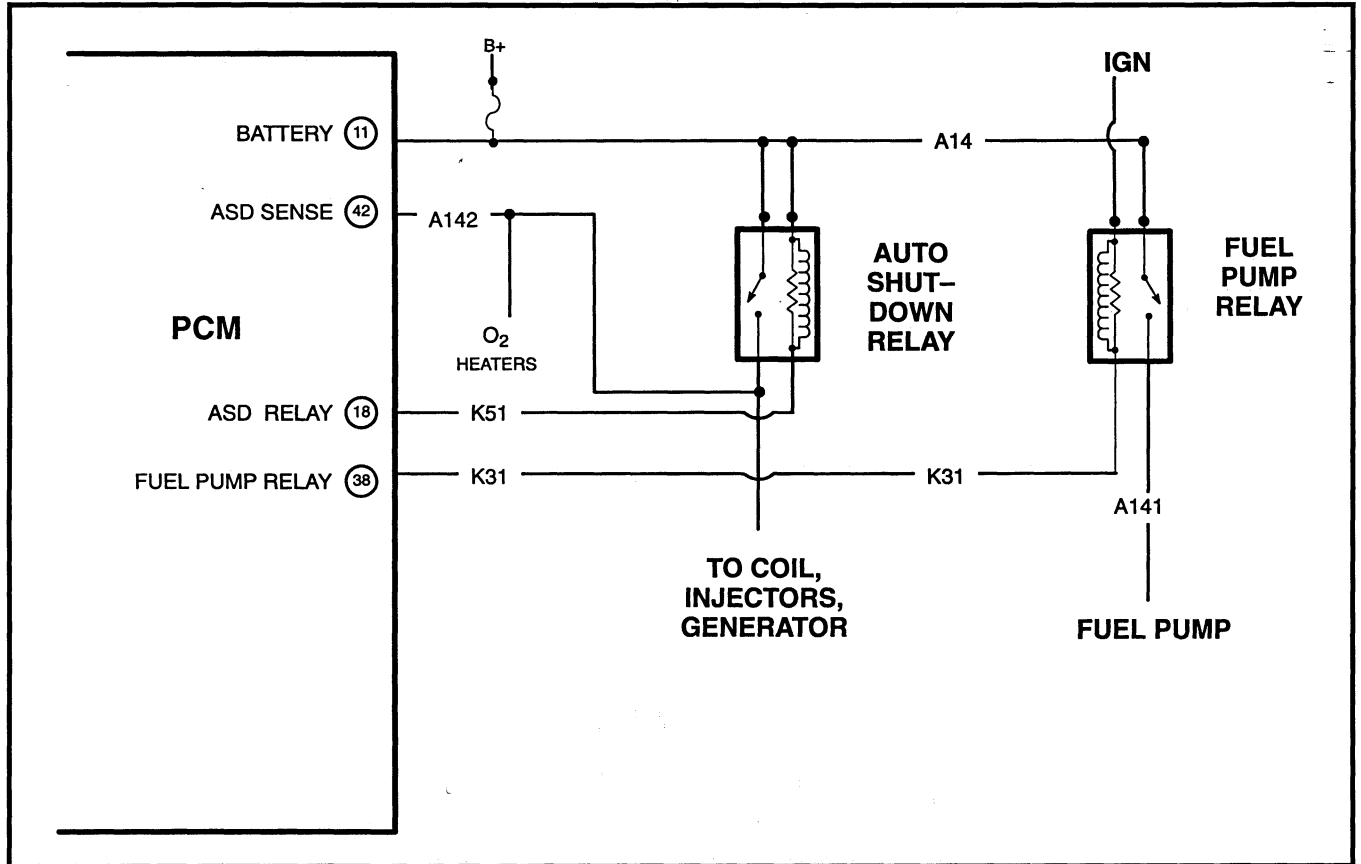 B+
IGN
BATTERY 11
A14
ASD SENSE 42
A142
AUTO
SHUT–
DOWN
RELAY
FUEL
PUMP
RELAY
PCM
O2
HEATERS
ASD RELAY 18
K51
FUEL PUMP RELAY 38
K31
K31
A141
TO COIL,
INJECTORS,
GENERATOR
FUEL PUMP